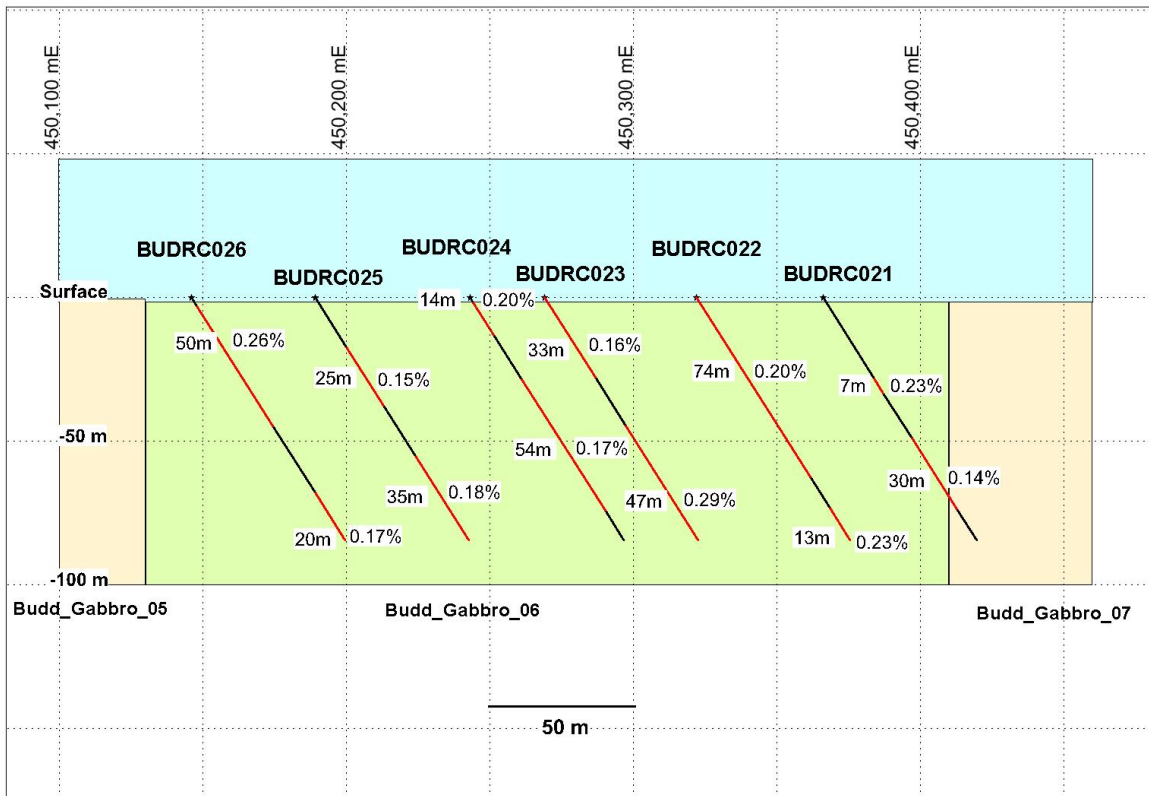 450,100 mE
450,200 mE
450,300 mE
450,400 mE
BUDRC026
BUDRC025
BUDRC024
BUDRC023
BUDRC022
BUDRC021
Surface
14m 0.20%
50m 0.26%
33m 0.16%
25m 0.15%
74m 0.20%
7m 0.23%
-50 m
54m 0.17%
35m 0.18%
47m 0.29%
30m 0.14%
20m 0.17%
13m 0.23%
-100 m
Budd_Gabbro_05
Budd_Gabbro_06
Budd_Gabbro_07
50 m